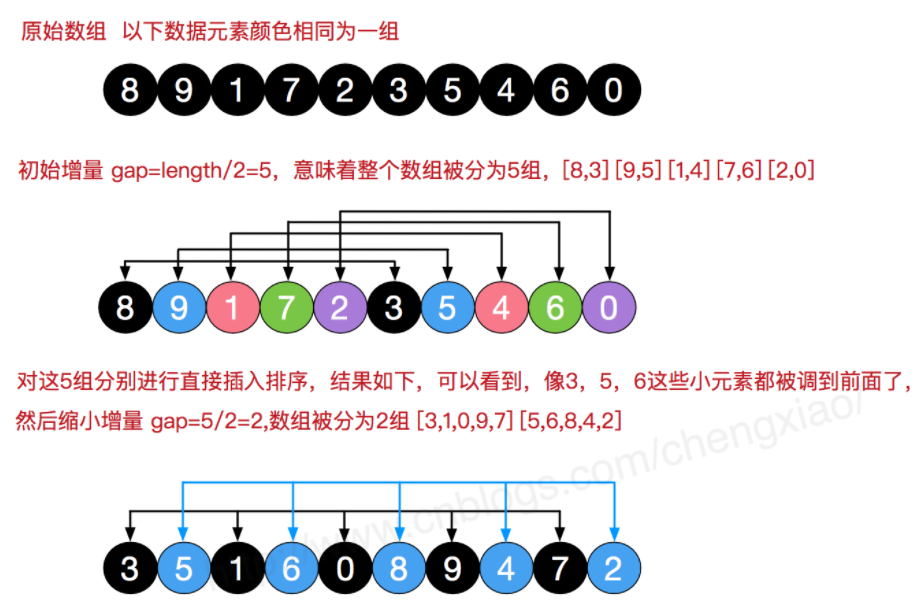 原始数组 以下数据元素颜色相同为一组
8 9 1 7 2 3 5 4 6 0
初始增量 gap=length/2=5，意味着整个数组被分为5组，[8,3][9,5][1,4][7,6][2,0]
8 9 1 7 2 3 5 4 6 0
对这5组分别进行直接插入排序，结果如下，可以看到，像3，5，6这些小元素都被调到前面了，
然后缩小增量 gap=5/2=2,数组被分为2组 [3,1,0,9,7][5,6,8,4,2]
http://www.cnblogs.com/chengxiao/
3 5 1 6 0 8 9 4 7 2